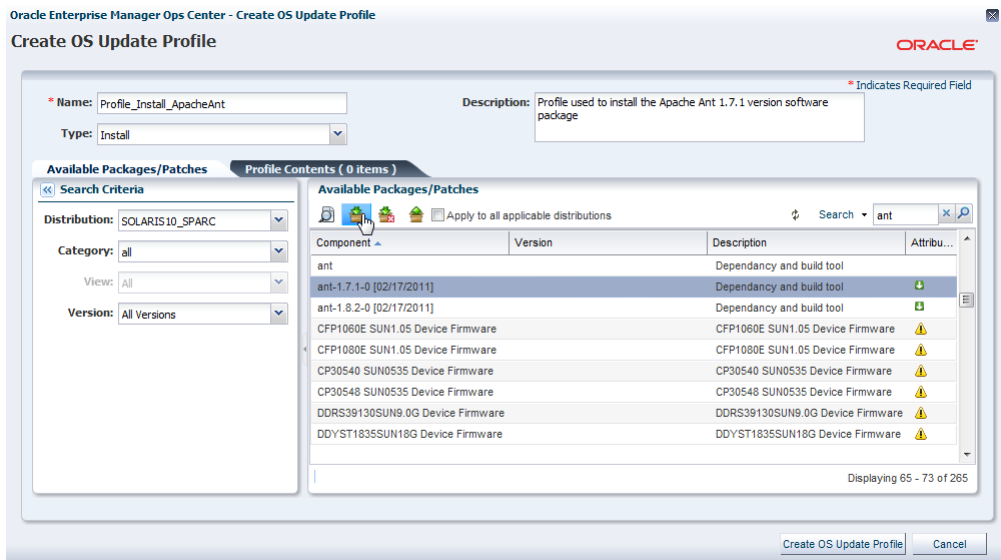 Oracle Enterprise Manager Ops Center - Create OS Update Profile
Create OS Update Profile
ORACLE
* Indicates Required Field
* Name: Profile_Install_ApacheAnt
Description: Profile used to install the Apache Ant 1.7.1 version software
package
Type: Install
Available Packages/Patches Profile Contents ( 0 items )
Search Criteria
Distribution: SOLARIS10_SPARC
Category: all
View: All
Version: All Versions
Available Packages/Patches
Apply to all applicable distributions Search ant
Component Version Description Attribu...
ant Dependancy and build tool
ant-1.7.1-0 [02/17/2011] Dependancy and build tool
ant-1.8.2-0 [02/17/2011] Dependancy and build tool
CFP1060E SUN1.05 Device Firmware CFP1060E SUN1.05 Device Firmware
CFP1080E SUN1.05 Device Firmware CFP1080E SUN1.05 Device Firmware
CP30540 SUN0535 Device Firmware CP30540 SUN0535 Device Firmware
CP30548 SUN0535 Device Firmware CP30548 SUN0535 Device Firmware
DDRS39130SUN9.0G Device Firmware DDRS39130SUN9.0G Device Firmware
DDYST1835SUN18G Device Firmware DDYST1835SUN18G Device Firmware
Displaying 65 - 73 of 265
Create OS Update Profile Cancel